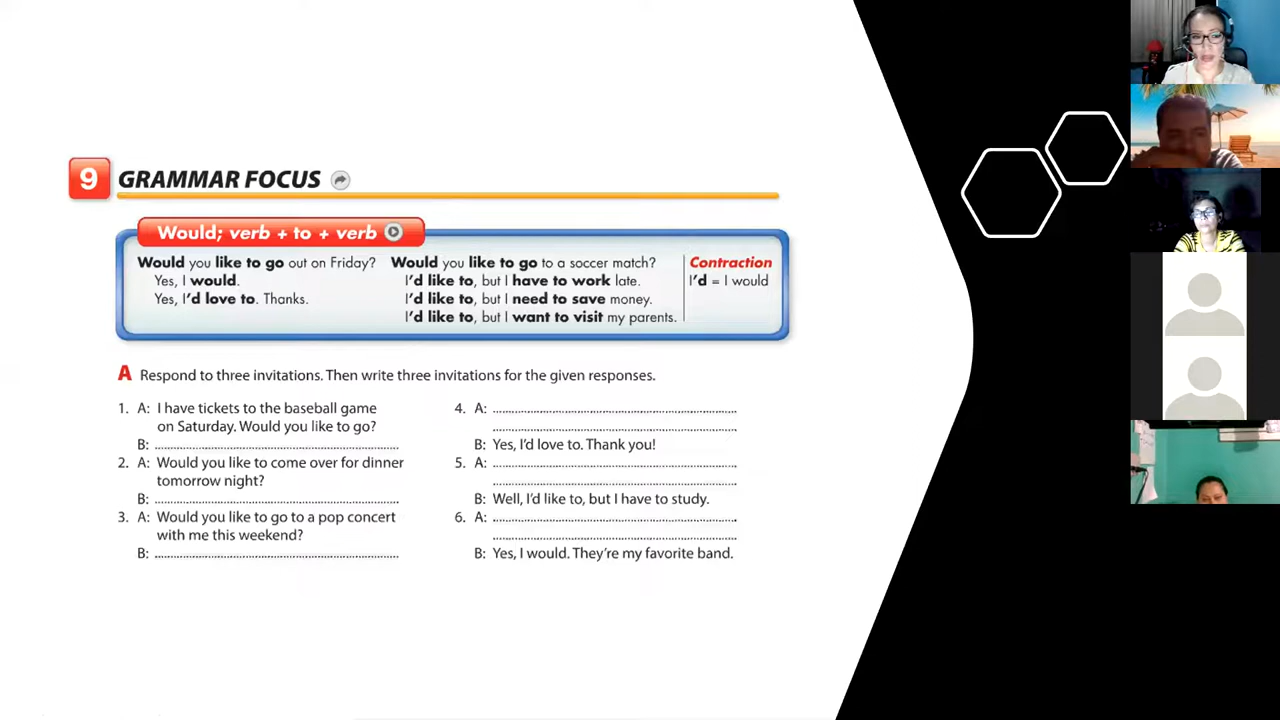 9 GRAMMAR FOCUS
Would; verb + to + verb
Would you like to go out on Friday?
Yes, I would.
Yes, I'd love to. Thanks.
Would you like to go to a soccer match?
I'd like to, but I have to work late.
I'd like to, but I need to save money.
I'd like to, but I want to visit my parents.
Contraction
I'd = I would
A Respond to three invitations. Then write three invitations for the given responses.
1. A: I have tickets to the baseball game
on Saturday. Would you like to go?
B:
2. A: Would you like to come over for dinner
tomorrow night?
B:
3. A: Would you like to go to a pop concert
with me this weekend?
B:
4. A:
B: Yes, I'd love to. Thank you!
5. A:
B: Well, I'd like to, but I have to study.
6. A:
B: Yes, I would. They're my favorite band.